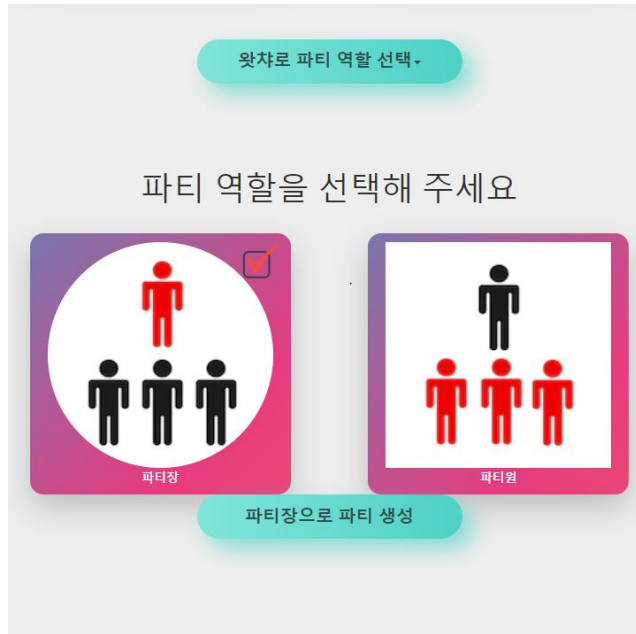 왓챠로 파티 역할 선택
파티 역할을 선택해 주세요
파티장
파티원
파티장으로 파티 생성